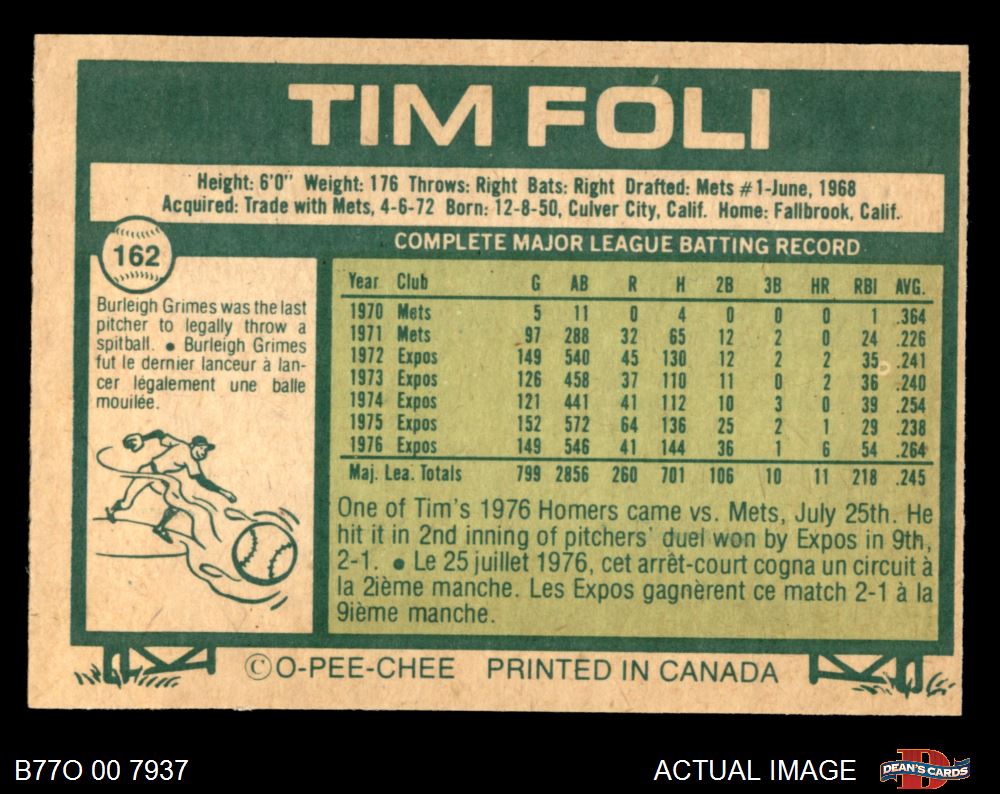 TIM FOLI
Height: 6'0" Weight: 176 Throws: Right Bats: Right Drafted: Mets #1-June, 1968
Acquired: Trade with Mets, 4-6-72 Born: 12-8-50, Culver City, Calif. Home: Fallbrook, Calif.
162
Burleigh Grimes was the last
pitcher to legally throw a
spitball. • Burleigh Grimes
fut le dernier lanceur à lan-
cer légalement une balle
mouilée.
COMPLETE MAJOR LEAGUE BATTING RECORD
Year Club G AB R H 2B 3B HR RBI AVG.
1970 Mets 5 11 0 4 0 0 0 1 .364
1971 Mets 97 288 32 65 12 2 0 24 .226
1972 Expos 149 540 45 130 12 2 2 35 .241
1973 Expos 126 458 37 110 11 0 2 36 .240
1974 Expos 121 441 41 112 10 3 0 39 .254
1975 Expos 152 572 64 136 25 2 1 29 .238
1976 Expos 149 546 41 144 36 1 6 54 .264
Maj. Lea. Totals 799 2856 260 701 106 10 11 218 .245
One of Tim's 1976 Homers came vs. Mets, July 25th. He
hit it in 2nd inning of pitchers' duel won by Expos in 9th,
2-1. • Le 25 juillet 1976, cet arrêt-court cogna un circuit à
la 2ième manche. Les Expos gagnèrent ce match 2-1 à la
9ième manche.
© O-PEE-CHEE PRINTED IN CANADA
B77O 00 7937
ACTUAL IMAGE
D
DEAN'S CARDS